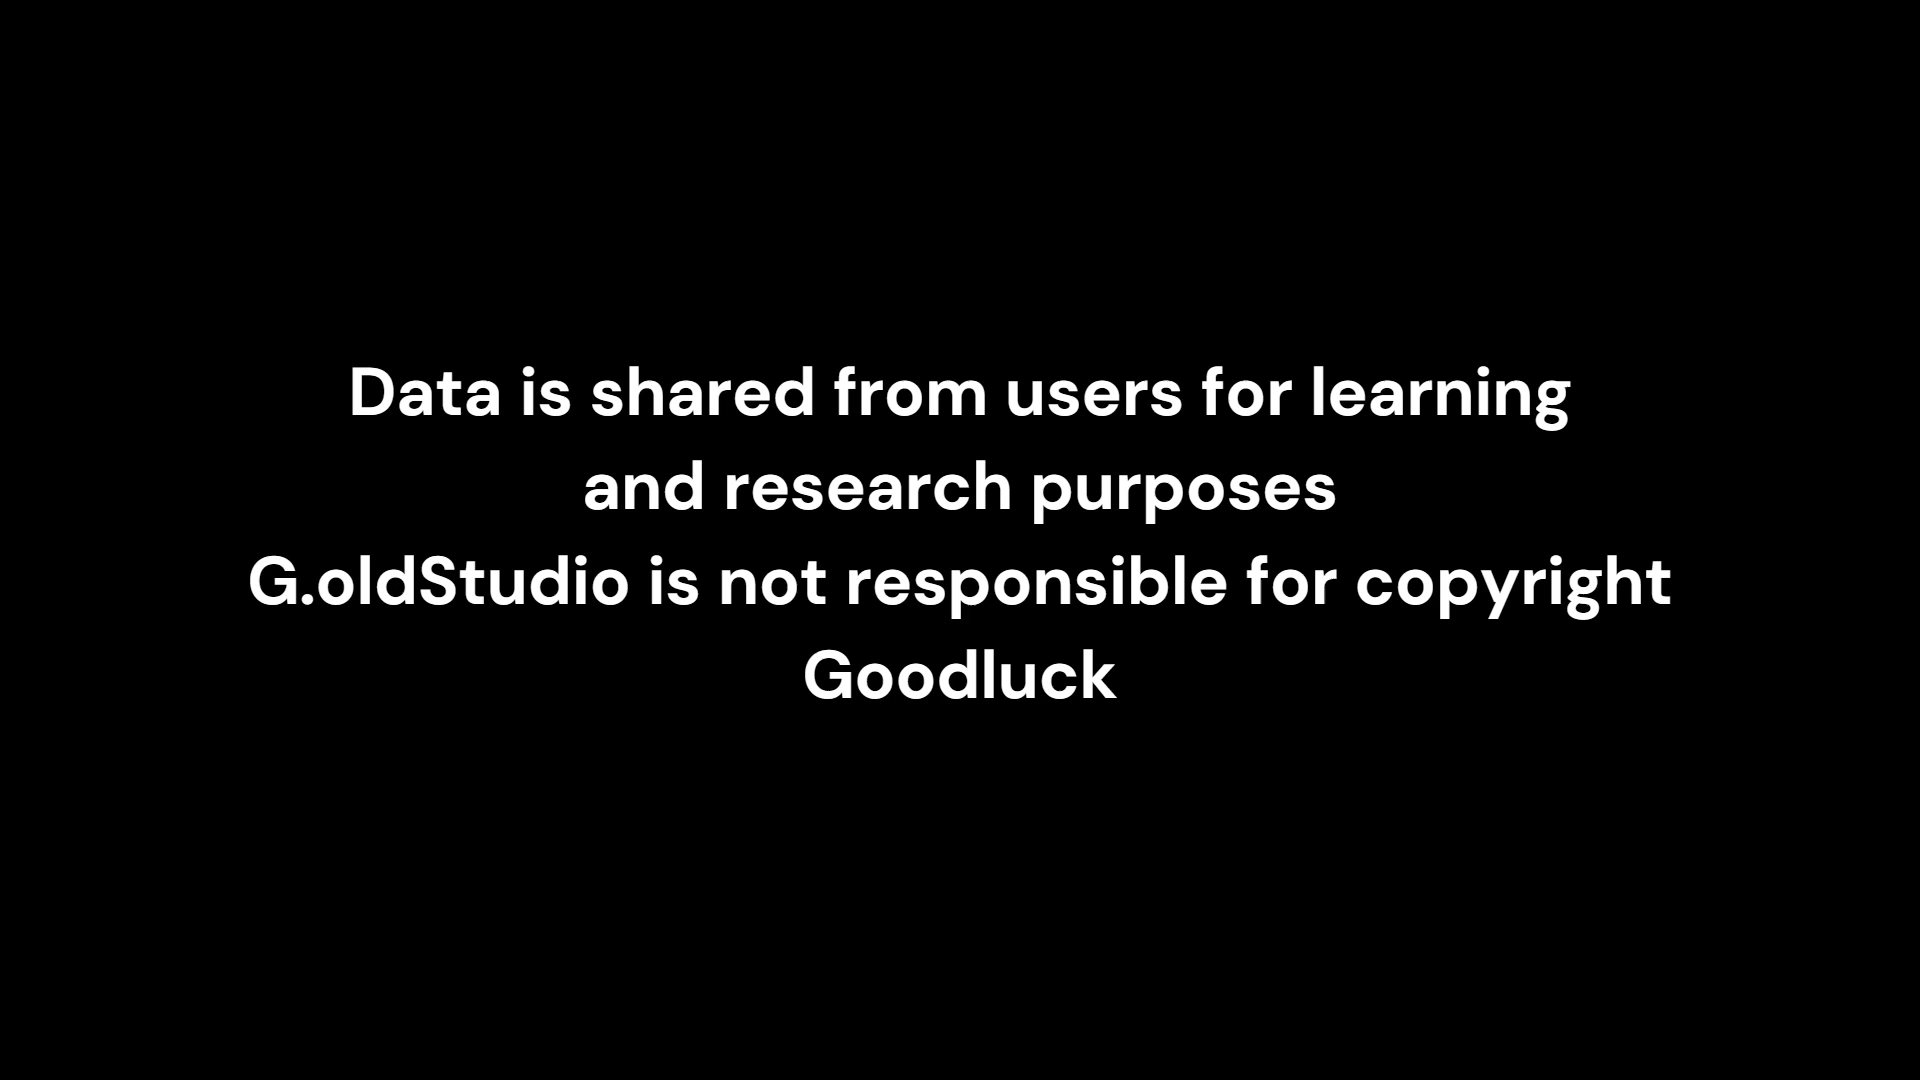 Data is shared from users for learning
and research purposes
G.oldStudio is not responsible for copyright
Goodluck